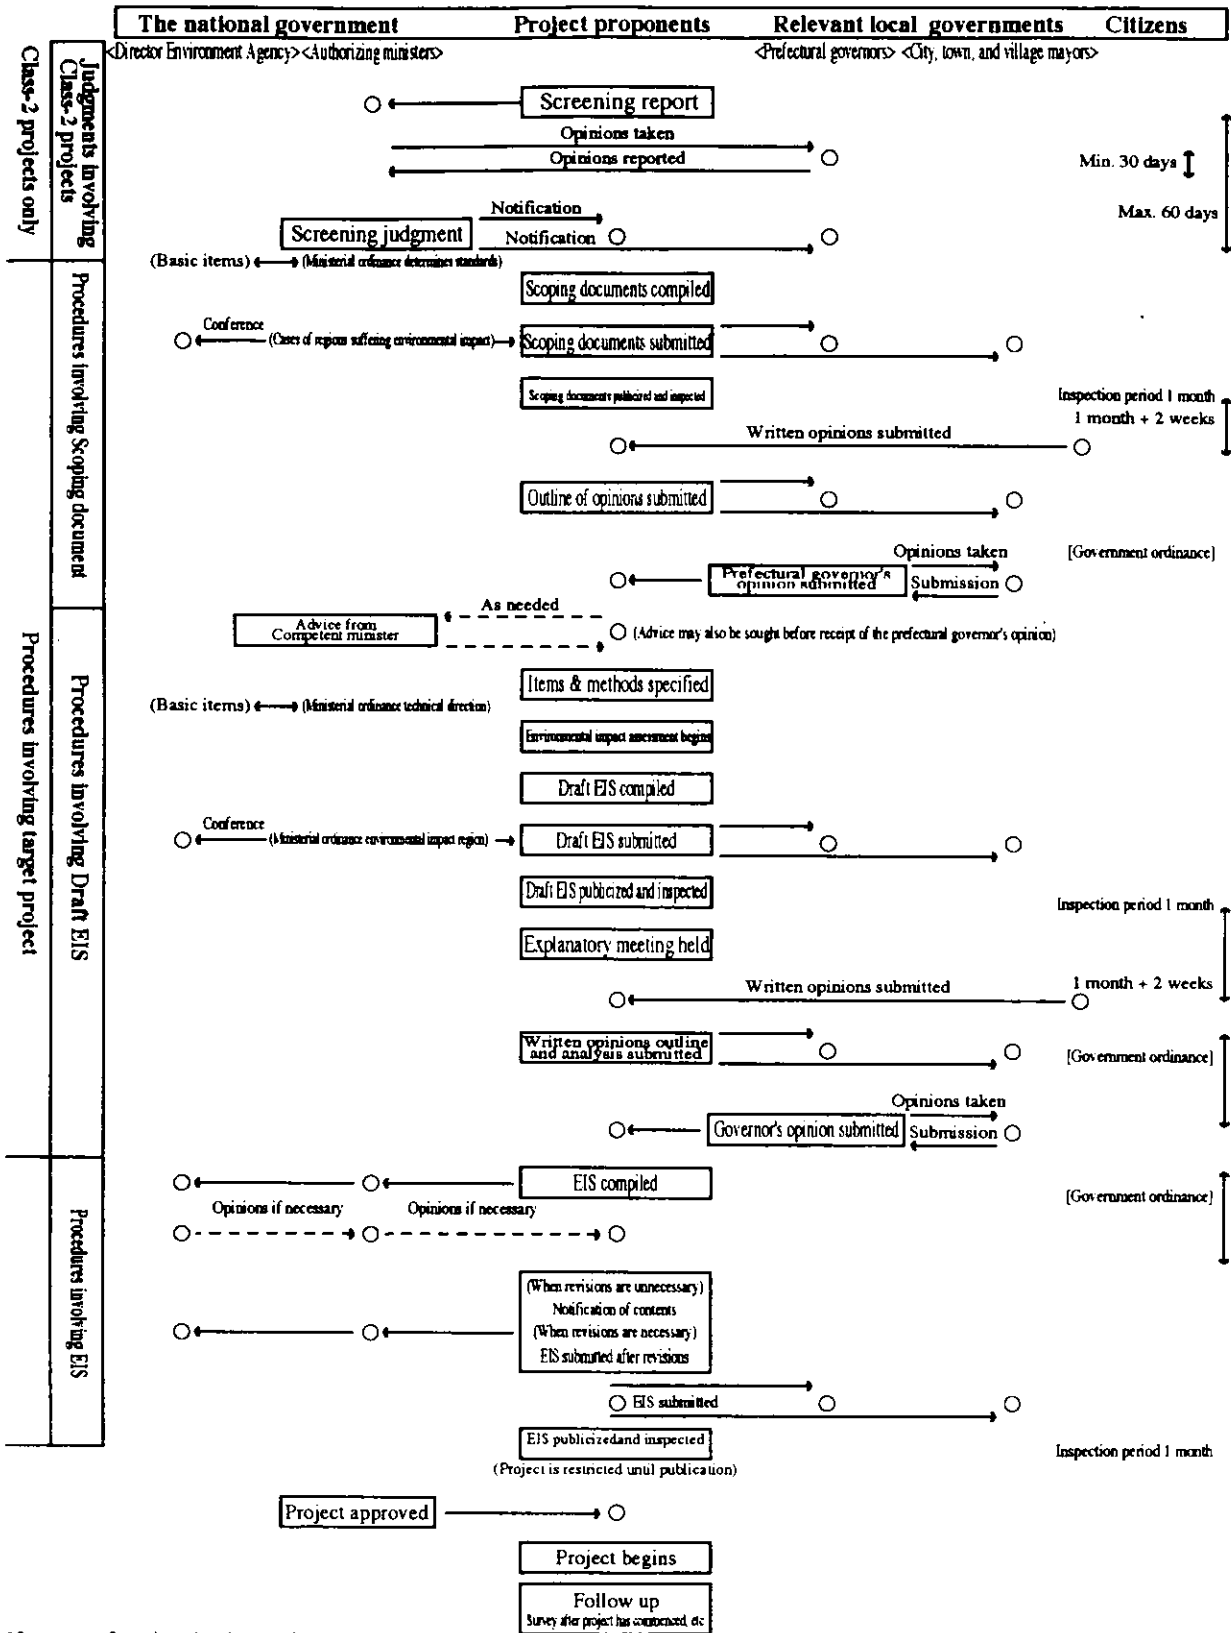 The national government Project proponents Relevant local governments Citizens
<Director Environment Agency> <Authorizing ministers> <Prefectural governors> <City, town, and village mayors>
Class-2 projects only
Judgments involving
Class-2 projects
Screening report
Opinions taken
Opinions reported
Min. 30 days
Max. 60 days
Notification
Screening judgment Notification
(Basic items) (Ministerial ordinance determines standards)
Procedures involving target project
Procedures involving Scoping document
Scoping documents compiled
Conference
(Cases of regions suffering environmental impact) Scoping documents submitted
Scoping documents publicized and inspected Inspection period 1 month
1 month + 2 weeks
Written opinions submitted
Outline of opinions submitted
Opinions taken [Government ordinance]
Prefectural governor's
opinion submitted Submission
Procedures involving Draft EIS
As needed
Advice from
Competent minister
(Advice may also be sought before receipt of the prefectural governor's opinion)
Items & methods specified
(Basic items) (Ministerial ordinance technical direction)
Environmental impact assessment begins
Draft EIS compiled
Conference
(Ministerial ordinance environmental impact region) Draft EIS submitted
Draft EIS publicized and inspected Inspection period 1 month
Explanatory meeting held
Written opinions submitted 1 month + 2 weeks
Written opinions outline
and analysis submitted [Government ordinance]
Opinions taken
Governor's opinion submitted Submission
Procedures involving EIS
EIS compiled [Government ordinance]
Opinions if necessary Opinions if necessary
(When revisions are unnecessary)
Notification of contents
(When revisions are necessary)
EIS submitted after revisions
EIS submitted
EIS publicizedand inspected Inspection period 1 month
(Project is restricted until publication)
Project approved
Project begins
Follow up
Survey after project has commenced, etc